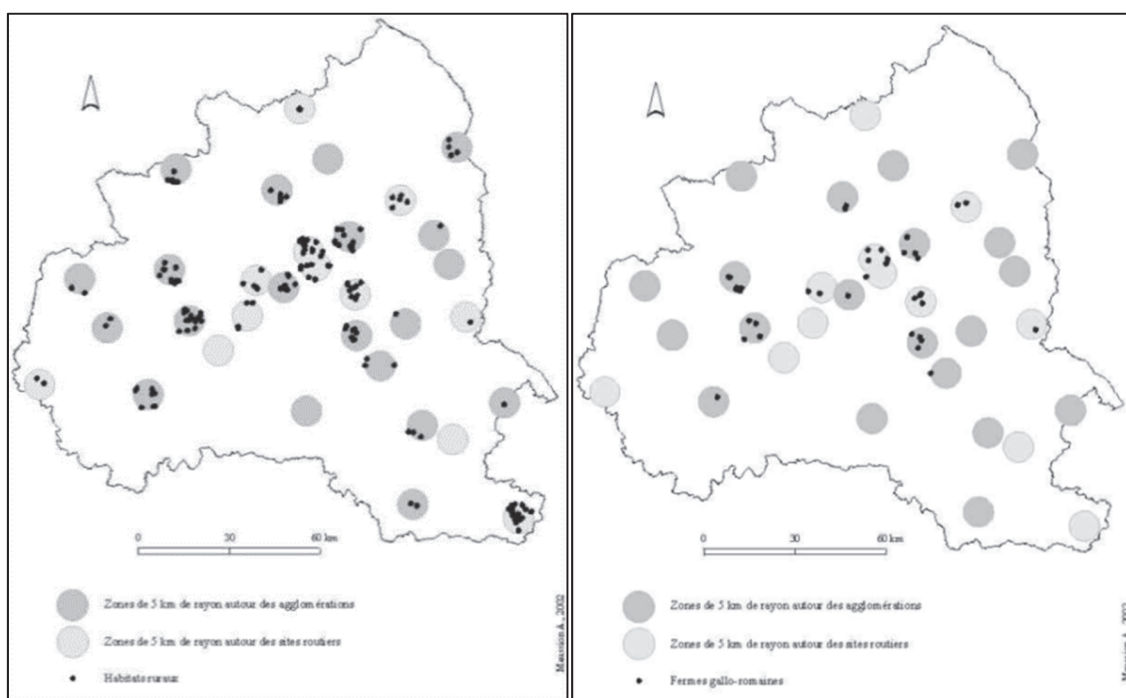 0 30 60 km
Zones de 5 km de rayon autour des agglomérations
Zones de 5 km de rayon autour des sites routiers
Habitats ruraux
2002
0 30 60 km
Zones de 5 km de rayon autour des agglomérations
Zones de 5 km de rayon autour des sites routiers
Fermes gallo-romaines